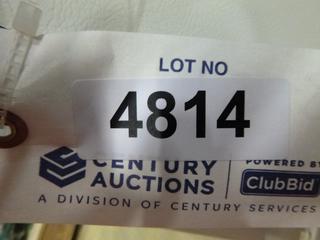 LOT NO
4814
CENTURY
AUCTIONS
POWERED BY
ClubBid
A DIVISION OF CENTURY SERVICES